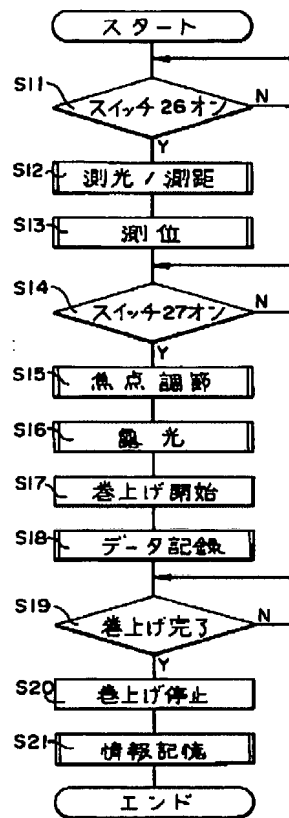 スタート
S11
スイッチ26オン
N
Y
S12
測光/測距
S13
測位
S14
スイッチ27オン
N
Y
S15
焦点調節
S16
露光
S17
巻上げ開始
S18
データ記録
S19
巻上げ完了
N
Y
S20
巻上げ停止
S21
情報記憶
エンド